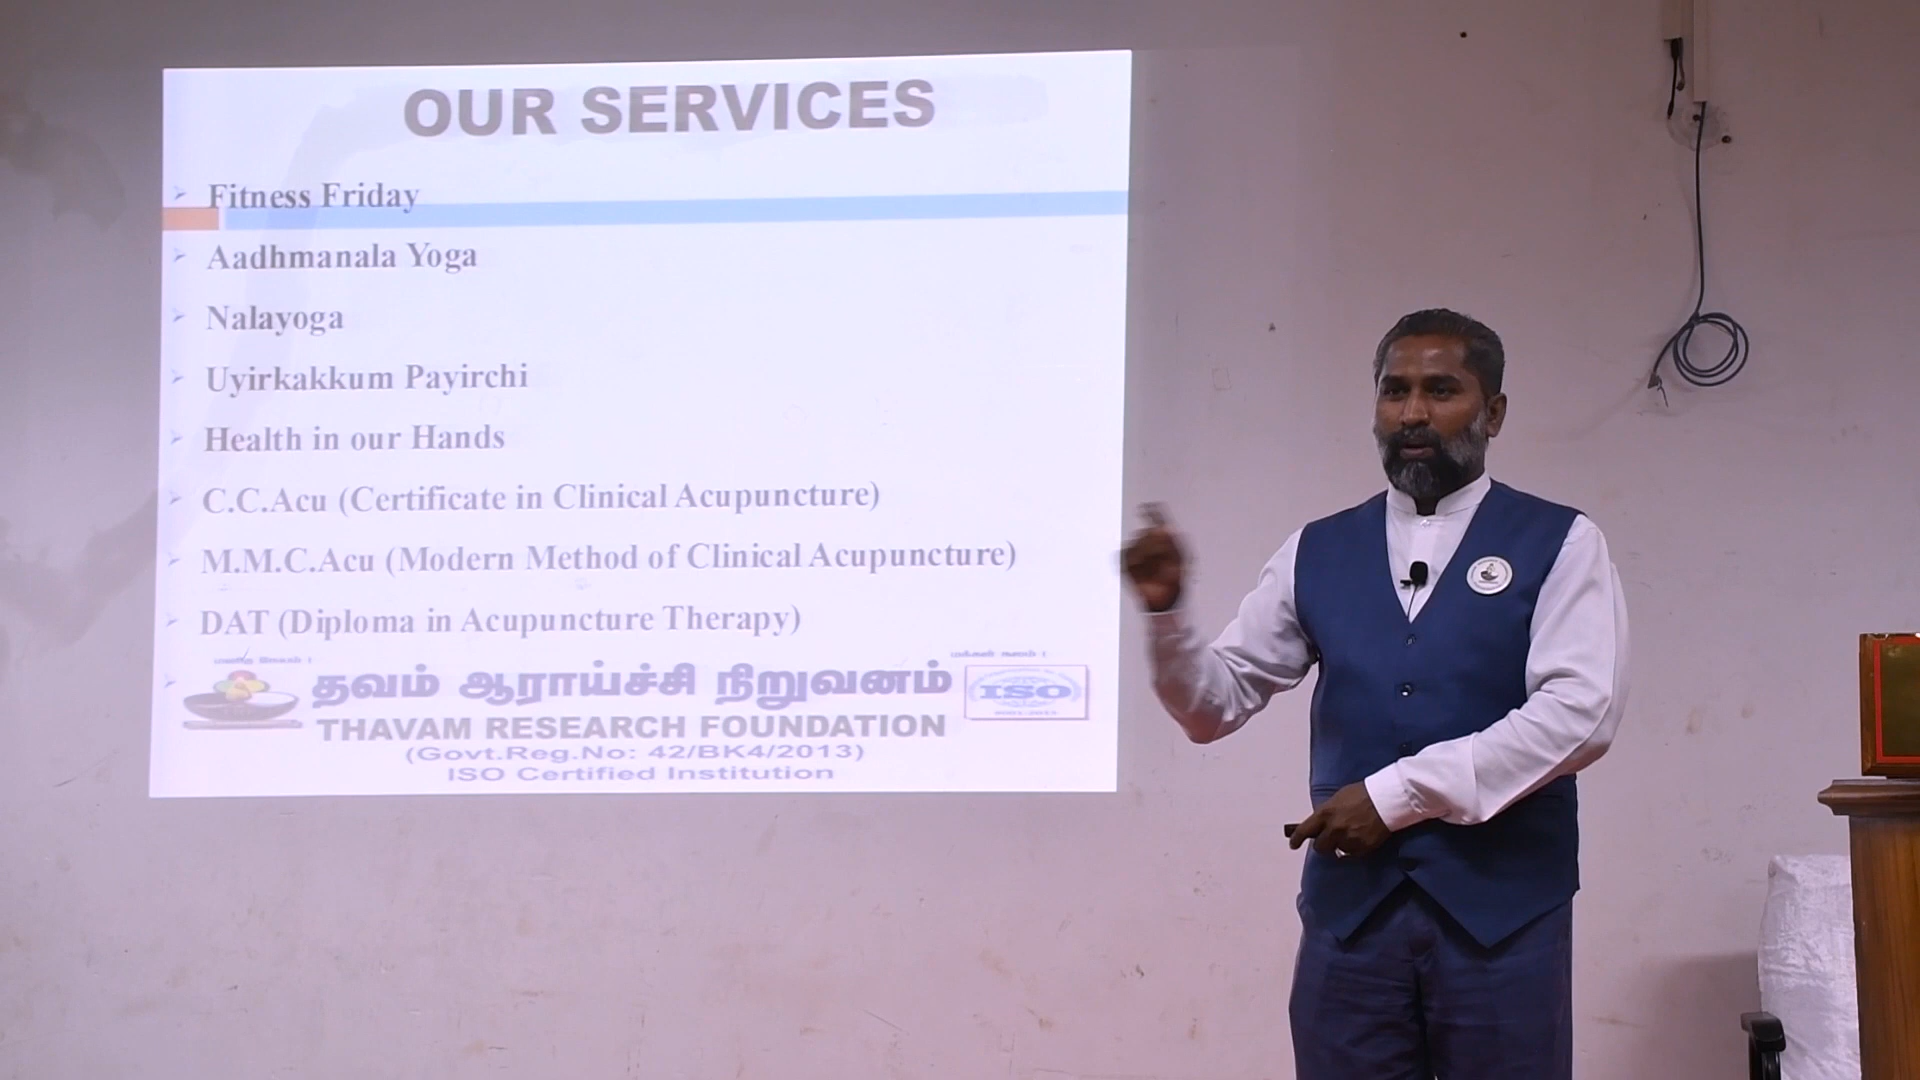 OUR SERVICES
Fitness Friday
Aadhmanala Yoga
Nalayoga
Uyirkakkum Payirchi
Health in our Hands
C.C.Acu (Certificate in Clinical Acupuncture)
M.M.C.Acu (Modern Method of Clinical Acupuncture)
DAT (Diploma in Acupuncture Therapy)
தவம் ஆராய்ச்சி நிறுவனம்
ISO
THAVAM RESEARCH FOUNDATION
(Govt.Reg.No: 42/BK4/2013)
ISO Certified Institution